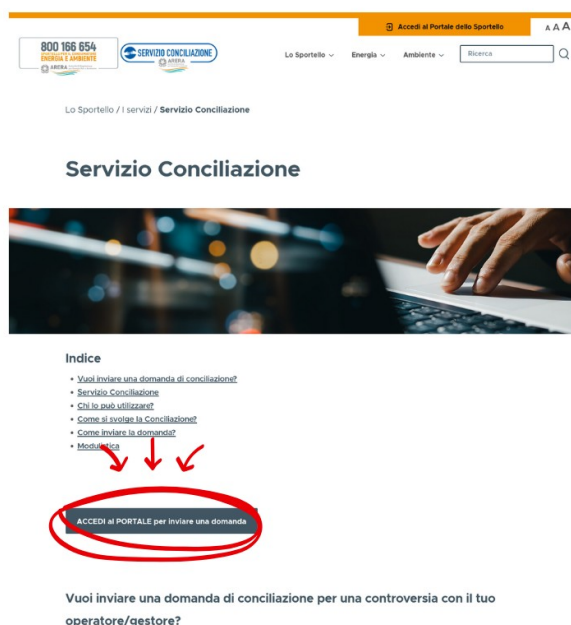 Accedi al Portale dello Sportello
A A A
800 166 654
ENERGIA E AMBIENTE
ARERA
SERVIZIO CONCILIAZIONE
ARERA
Lo Sportello
Energia
Ambiente
Ricerca
Lo Sportello / I servizi / Servizio Conciliazione
Servizio Conciliazione
Indice
Vuoi inviare una domanda di conciliazione?
Servizio Conciliazione
Chi lo può utilizzare?
Come si svolge la Conciliazione?
Come inviare la domanda?
Modulistica
ACCEDI al PORTALE per inviare una domanda
Vuoi inviare una domanda di conciliazione per una controversia con il tuo
operatore/gestore?